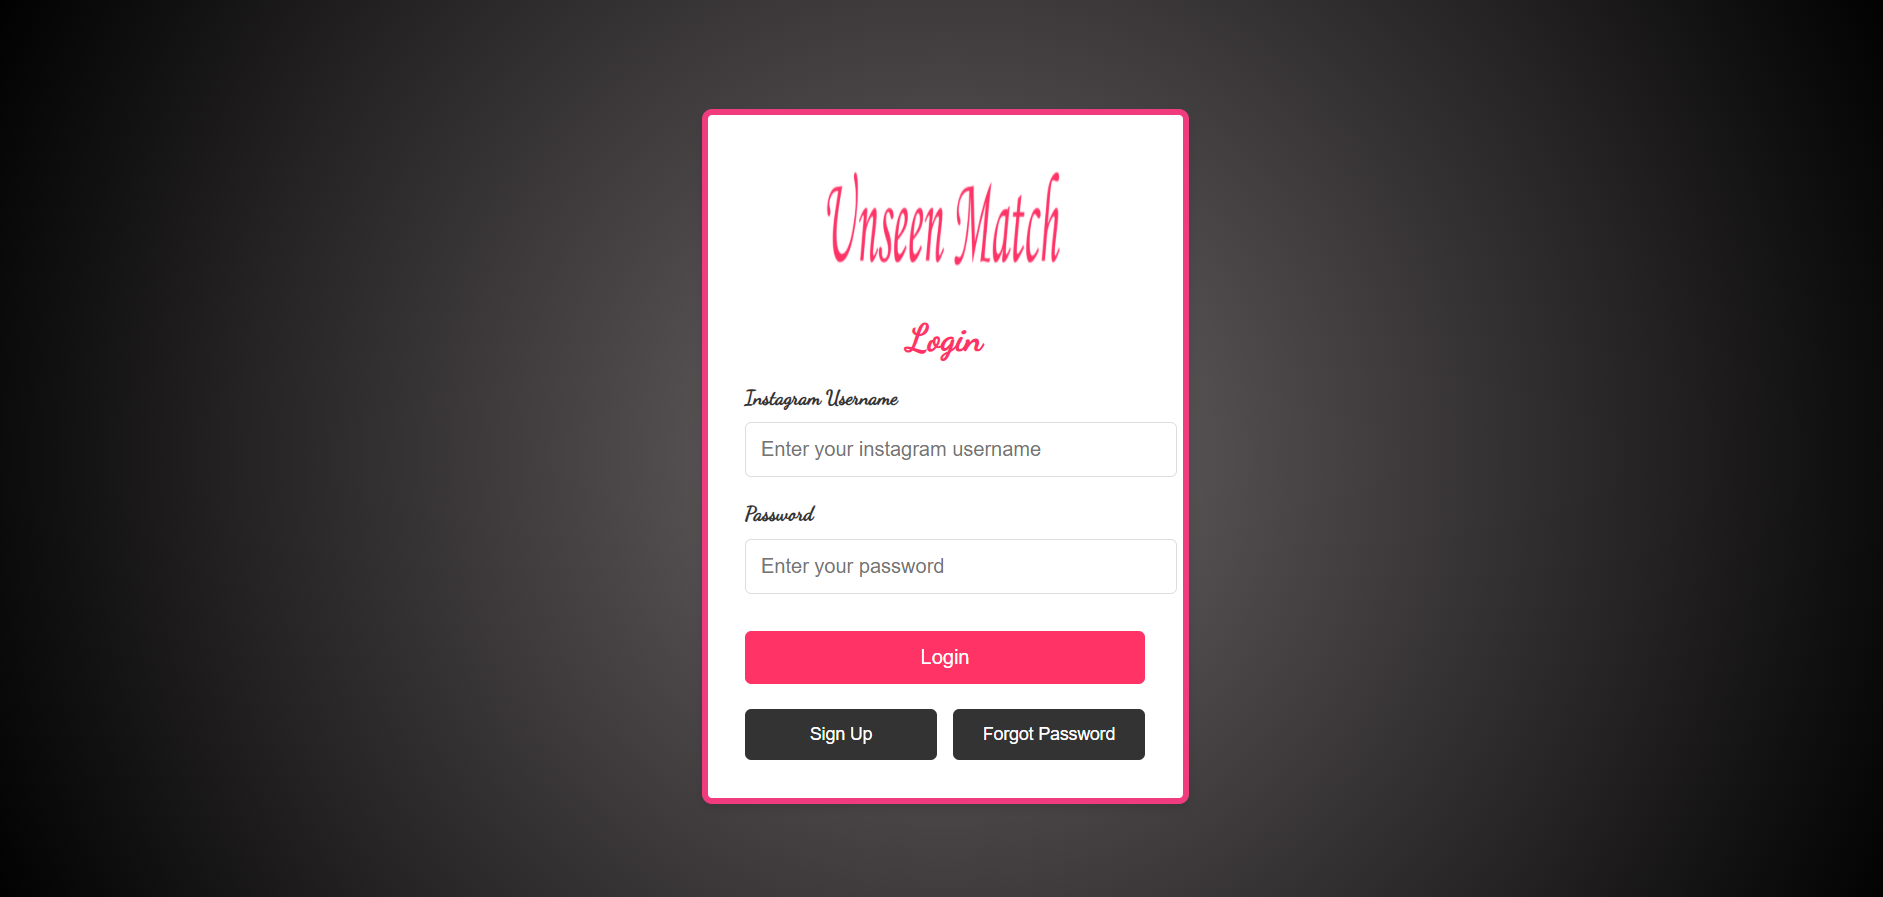 Unseen Match
Login
Instagram Username
Enter your instagram username
Password
Enter your password
Login
Sign Up
Forgot Password